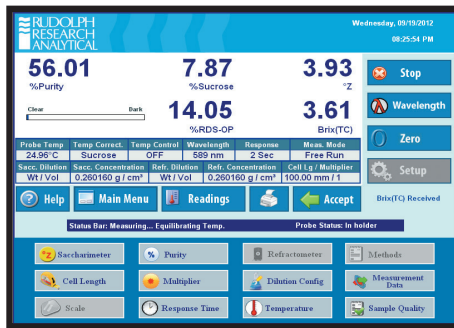 RUDOLPH
RESEARCH
ANALYTICAL
Wednesday, 09/19/2012
08:25:54 PM
56.01 7.87 3.93
%Purity %Sucrose °Z
Clear Dark
14.05 3.61
%RDS-OP Brix(TC)
Stop
Wavelength
Zero
Setup
Brix(TC) Received
Probe Temp Temp Correct. Temp Control Wavelength Response Meas. Mode
24.96°C Sucrose OFF 589 nm 2 Sec Free Run
Sacc. Dilution Sacc. Concentration Refr. Dilution Refr. Concentration Cell Lg / Multiplier
Wt / Vol 0.260160 g / cm³ Wt / Vol 0.260160 g / cm³ 100.00 mm / 1
Help Main Menu Readings Accept
Status Bar: Measuring... Equilibrating Temp. Probe Status: In holder
°Z Saccharimeter % Purity Refractometer Methods
Cell Length Multiplier Dilution Config Measurement
Data
Scale Response Time Temperature Sample Quality